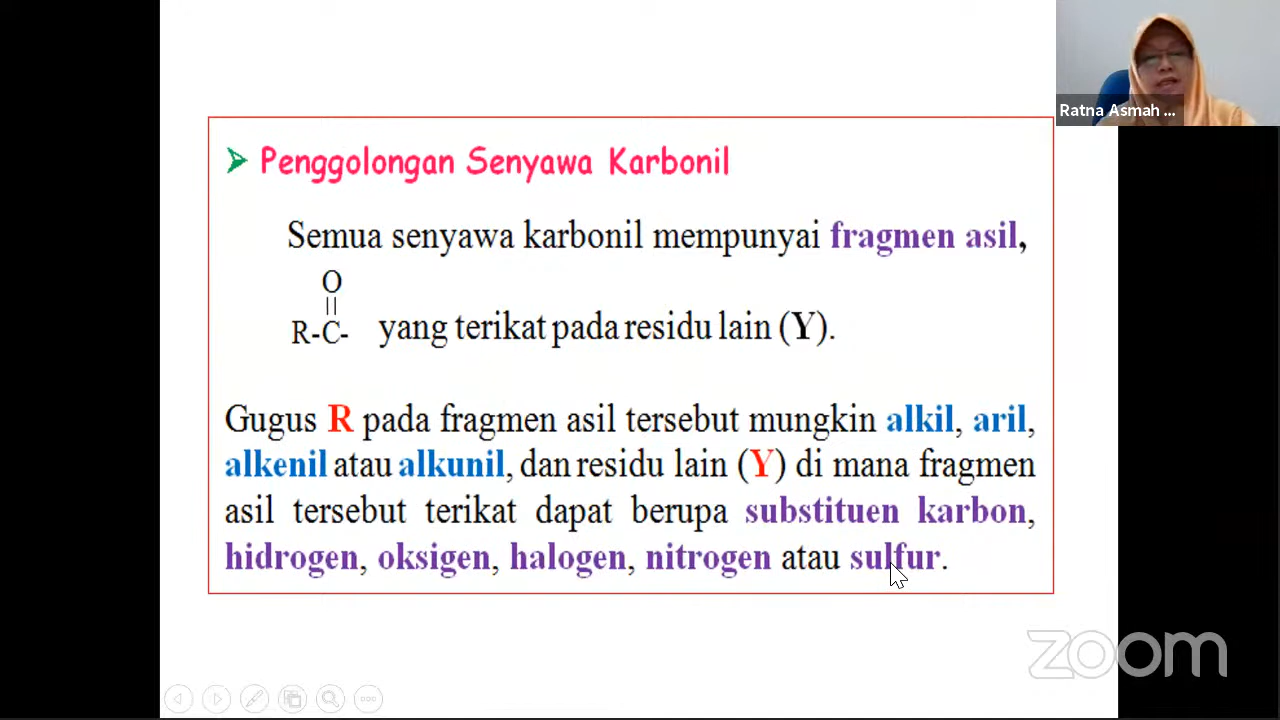 Ratna Asmah ...
Penggolongan Senyawa Karbonil
Semua senyawa karbonil mempunyai fragmen asil,
O
||
R-C- yang terikat pada residu lain (Y).
Gugus R pada fragmen asil tersebut mungkin alkil, aril,
alkenil atau alkunil, dan residu lain (Y) di mana fragmen
asil tersebut terikat dapat berupa substituen karbon,
hidrogen, oksigen, halogen, nitrogen atau sulfur.
zoom